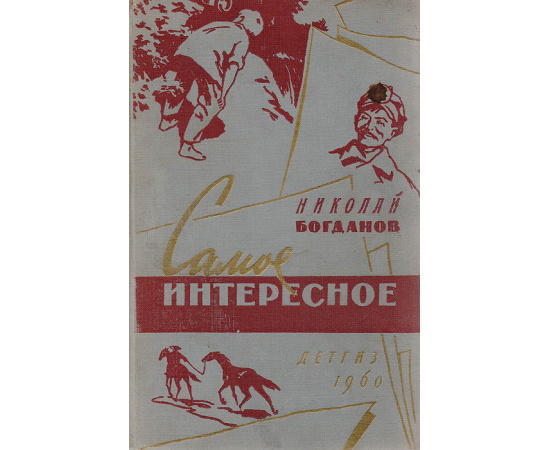 НИКОЛАЙ
БОГДАНОВ
Самое
ИНТЕРЕСНОЕ
ДЕТГИЗ
1960